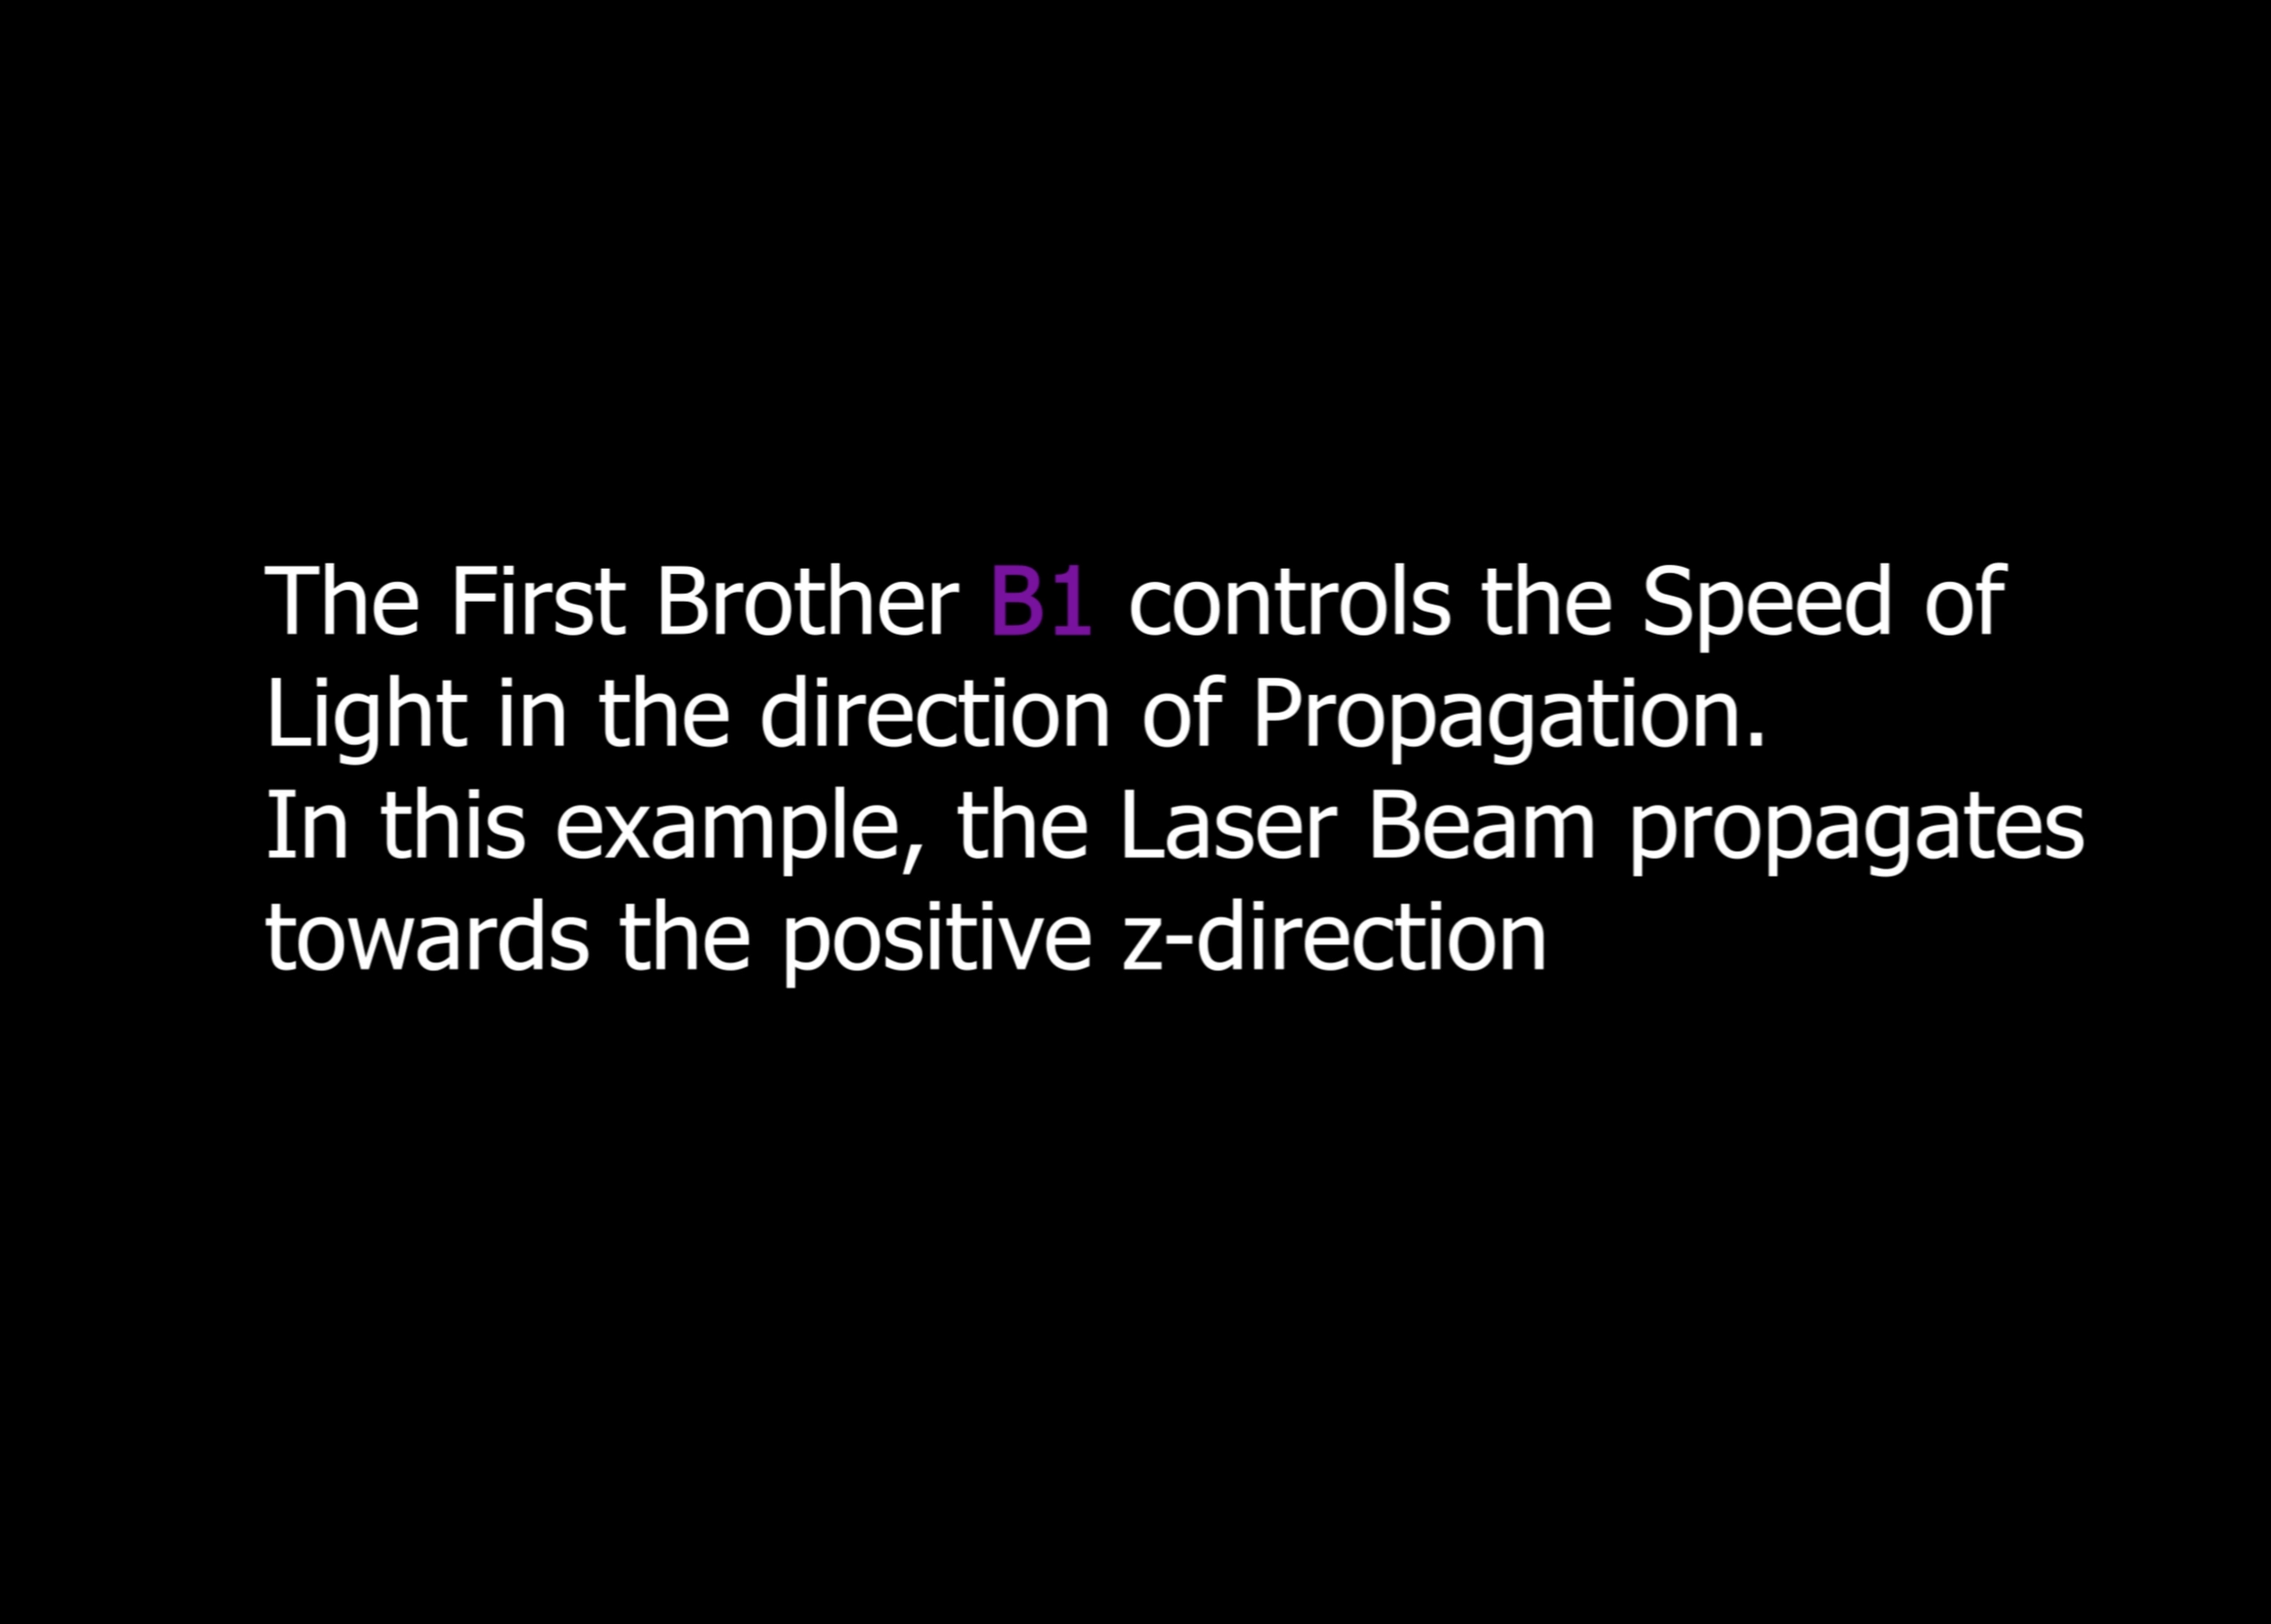 The First Brother B1 controls the Speed of
Light in the direction of Propagation.
In this example, the Laser Beam propagates
towards the positive z-direction